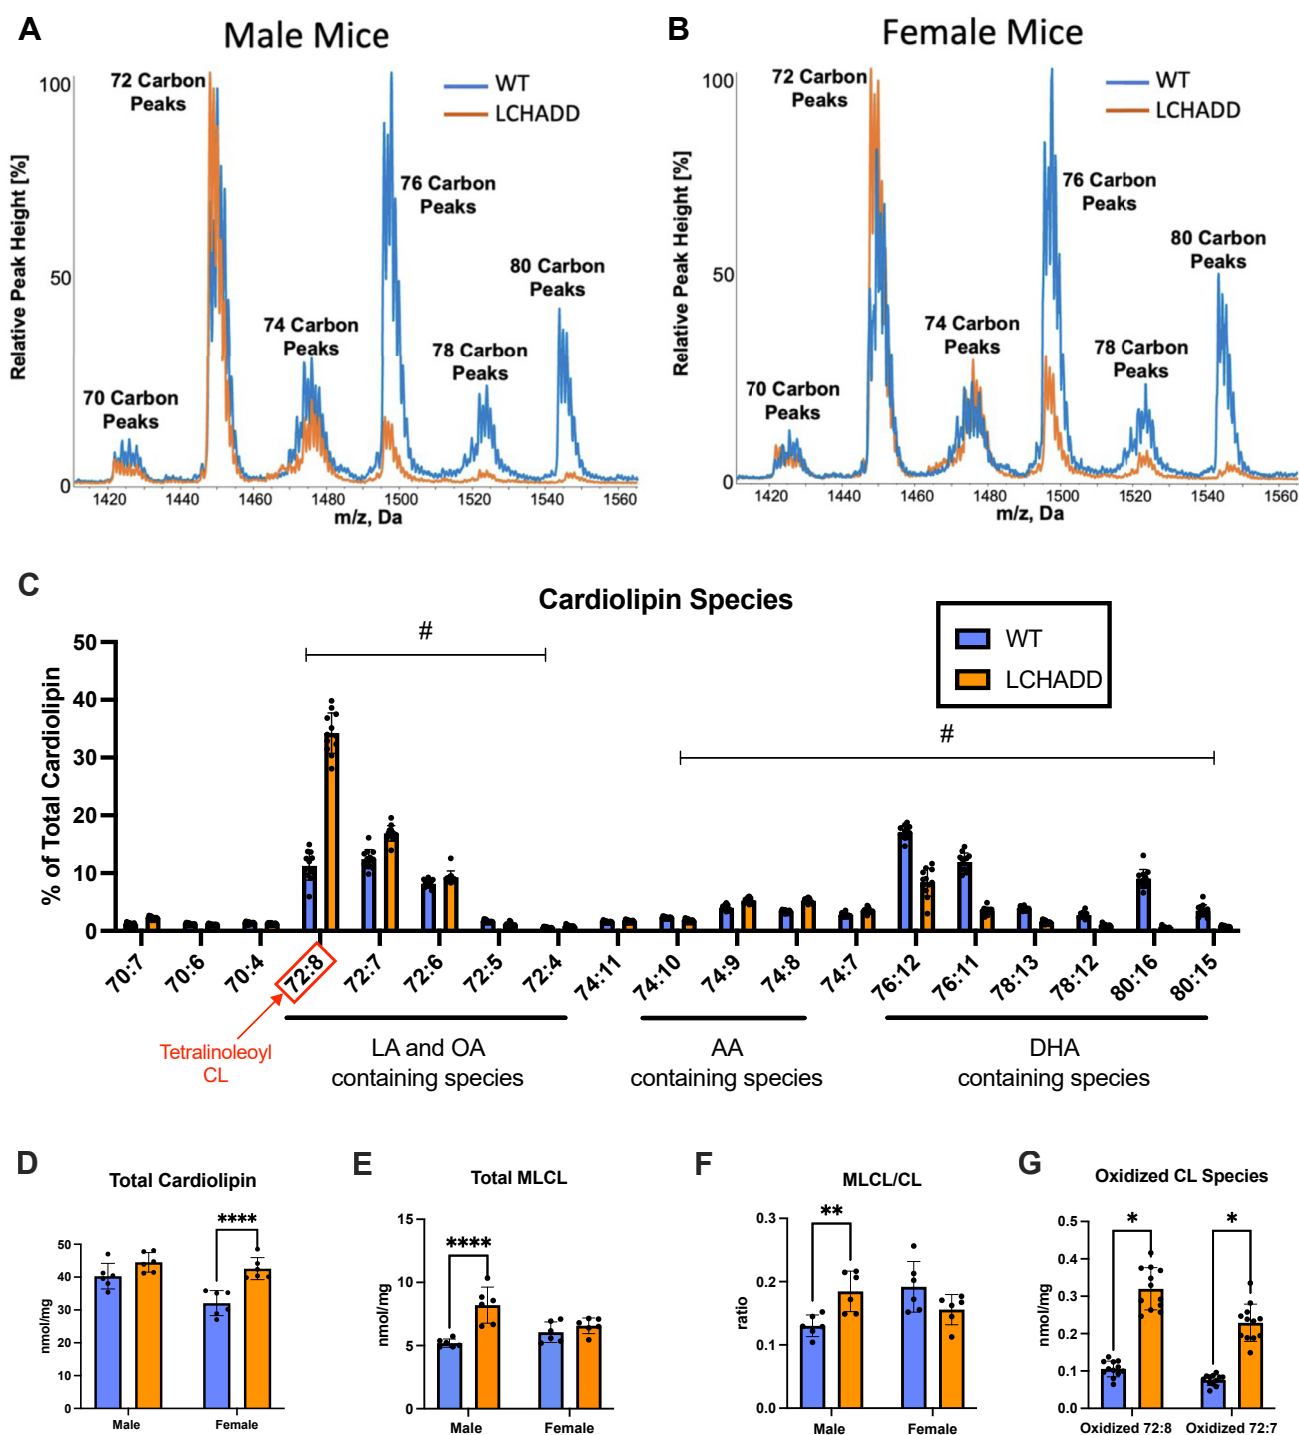 A
Male Mice
100
50
0
Relative Peak Height [%]
72 Carbon
Peaks
WT
LCHADD
76 Carbon
Peaks
80 Carbon
Peaks
74 Carbon
Peaks
78 Carbon
Peaks
70 Carbon
Peaks
1420 1440 1460 1480 1500 1520 1540 1560
m/z, Da
B
Female Mice
100
50
0
Relative Peak Height [%]
72 Carbon
Peaks
WT
LCHADD
76 Carbon
Peaks
80 Carbon
Peaks
74 Carbon
Peaks
78 Carbon
Peaks
70 Carbon
Peaks
1420 1440 1460 1480 1500 1520 1540 1560
m/z, Da
C
Cardiolipin Species
WT
LCHADD
#
#
% of Total Cardiolipin
50
40
30
20
10
0
70:7 70:6 70:4 72:8 72:7 72:6 72:5 72:4 74:11 74:10 74:9 74:8 74:7 76:12 76:11 78:13 78:12 80:16 80:15
Tetralinoleoyl
CL
LA and OA
containing species
AA
containing species
DHA
containing species
D
Total Cardiolipin
****
nmol/mg
50
40
30
20
10
0
Male Female
E
Total MLCL
****
nmol/mg
15
10
5
0
Male Female
F
MLCL/CL
**
ratio
0.3
0.2
0.1
0.0
Male Female
G
Oxidized CL Species
* *
nmol/mg
0.5
0.4
0.3
0.2
0.1
0.0
Oxidized 72:8 Oxidized 72:7